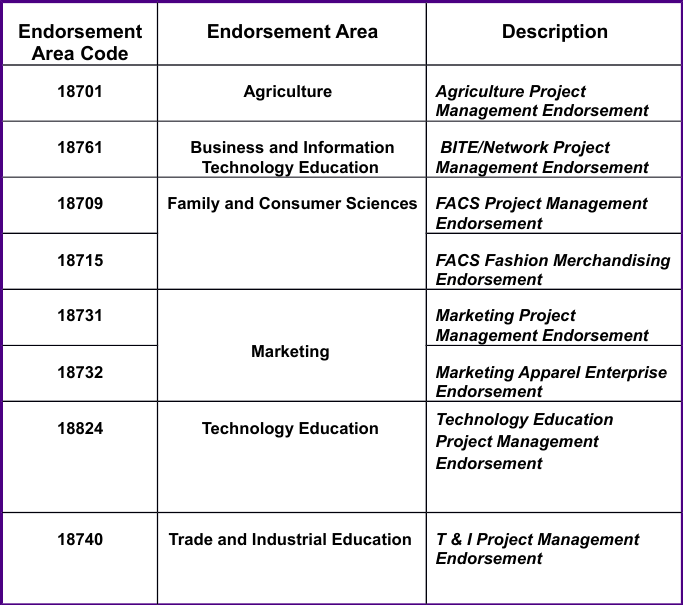 Endorsement
Area Code
Endorsement Area
Description
18701
Agriculture
Agriculture Project
Management Endorsement
18761
Business and Information
Technology Education
BITE/Network Project
Management Endorsement
18709
Family and Consumer Sciences
FACS Project Management
Endorsement
18715
FACS Fashion Merchandising
Endorsement
18731
Marketing
Marketing Project
Management Endorsement
18732
Marketing Apparel Enterprise
Endorsement
18824
Technology Education
Technology Education
Project Management
Endorsement
18740
Trade and Industrial Education
T & I Project Management
Endorsement